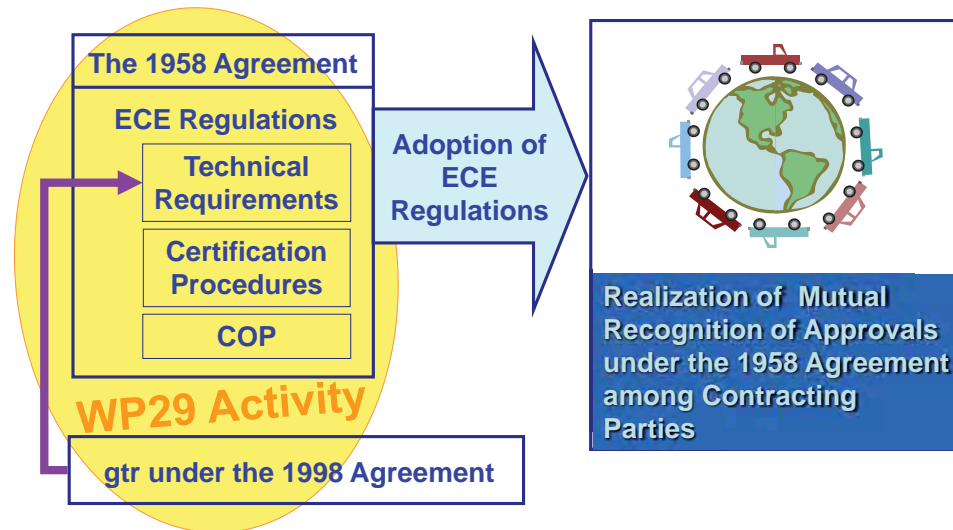 The 1958 Agreement
ECE Regulations
Technical
Requirements
Certification
Procedures
COP
WP29 Activity
gtr under the 1998 Agreement
Adoption of
ECE
Regulations
Realization of Mutual
Recognition of Approvals
under the 1958 Agreement
among Contracting
Parties